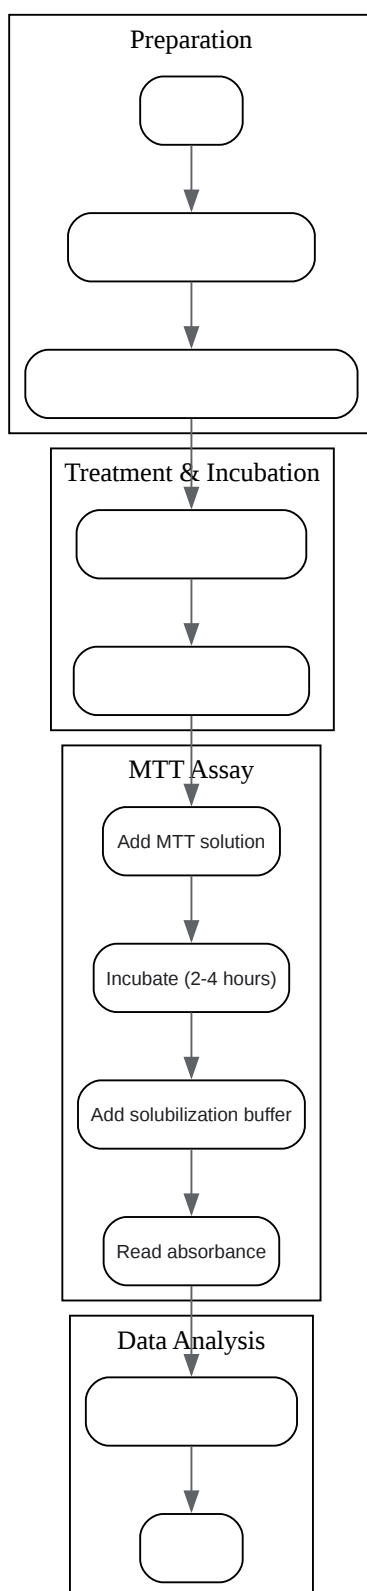 Preparation
Treatment & Incubation
MTT Assay
Add MTT solution
Incubate (2-4 hours)
Add solubilization buffer
Read absorbance
Data Analysis